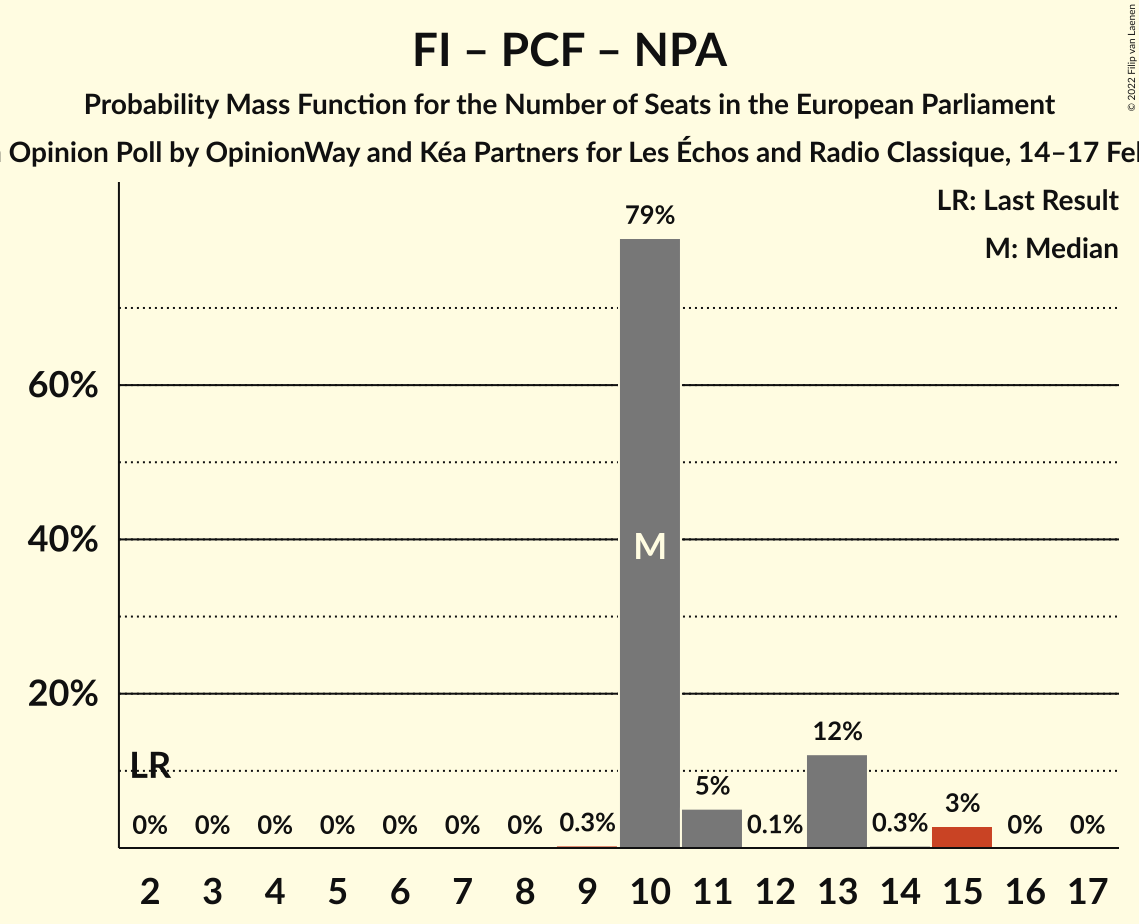 FI – PCF – NPA
Probability Mass Function for the Number of Seats in the European Parliament
Opinion Poll by OpinionWay and Kéa Partners for Les Échos and Radio Classique, 14–17
© 2022 Filip van Laenen
LR: Last Result
M: Median
79%
60%
40%
M
20%
12%
LR
5%
3%
0% 0% 0% 0% 0% 0% 0% 0.3% 0.1% 0.3% 0% 0%
2 3 4 5 6 7 8 9 10 11 12 13 14 15 16 17